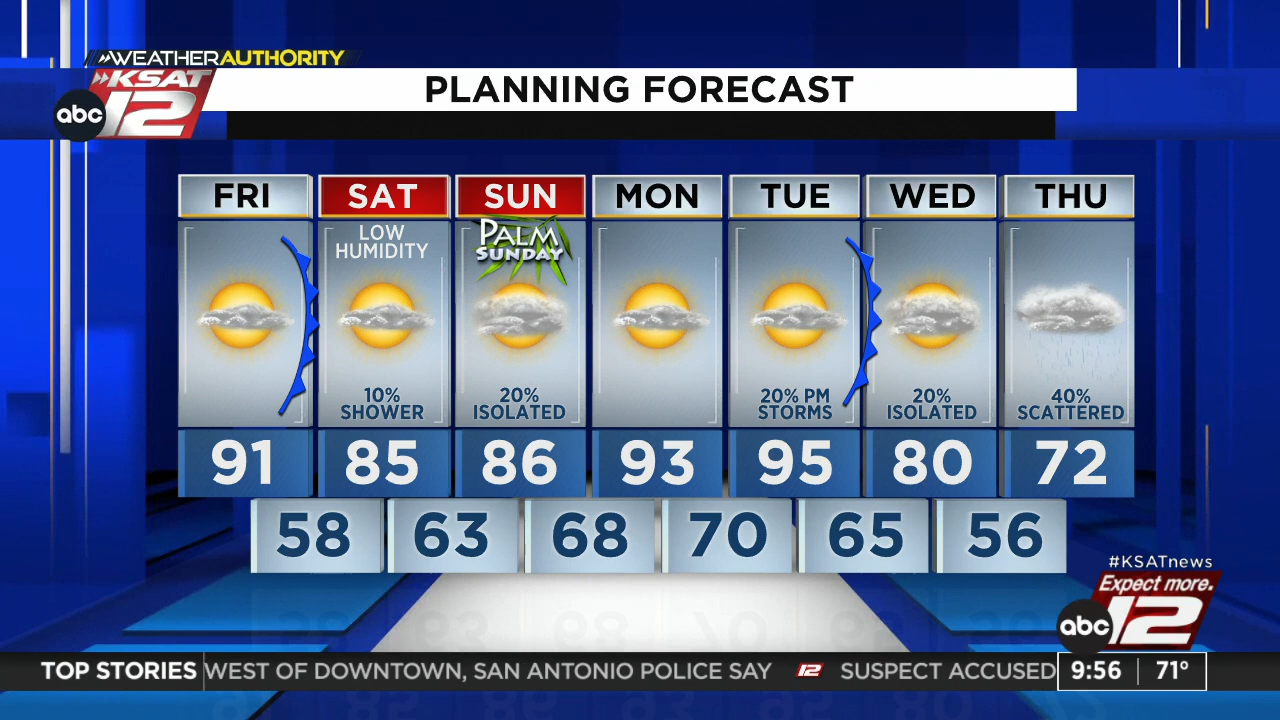 WEATHERAUTHORITY
KSAT
abc 12
PLANNING FORECAST
FRI SAT SUN MON TUE WED THU
LOW
HUMIDITY
PALM
SUNDAY
10%
SHOWER
20%
ISOLATED
20% PM
STORMS
20%
ISOLATED
40%
SCATTERED
91 85 86 93 95 80 72
58 63 68 70 65 56
#KSATnews
Expect more.
abc 12
TOP STORIES WEST OF DOWNTOWN, SAN ANTONIO POLICE SAY 12 SUSPECT ACCUSED 9:56 71°